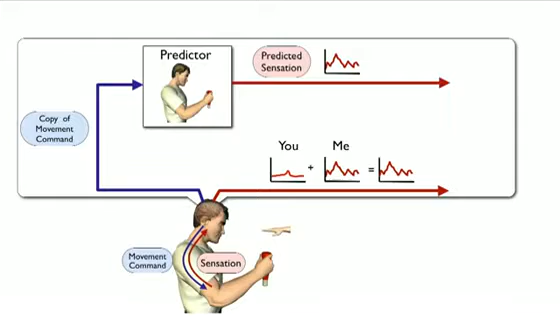 Predictor
Predicted
Sensation
Copy of
Movement
Command
You
Me
+
=
Movement
Command
Sensation